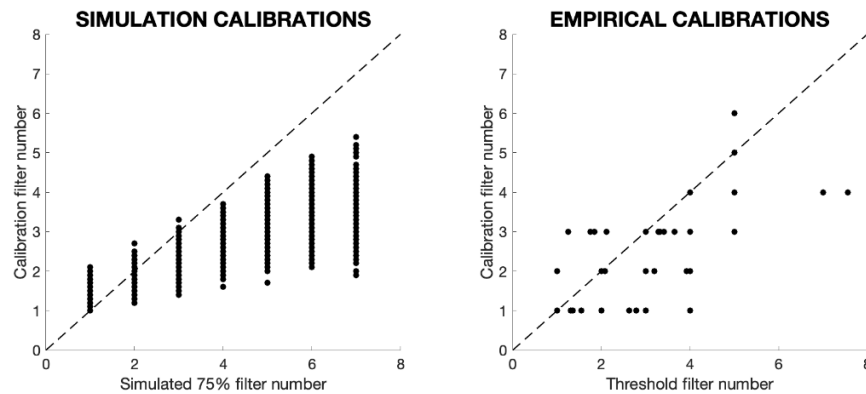 SIMULATION CALIBRATIONS
8
7
6
5
4
3
2
1
0
Calibration filter number
0 2 4 6 8
Simulated 75% filter number
EMPIRICAL CALIBRATIONS
8
7
6
5
4
3
2
1
0
Calibration filter number
0 2 4 6 8
Threshold filter number